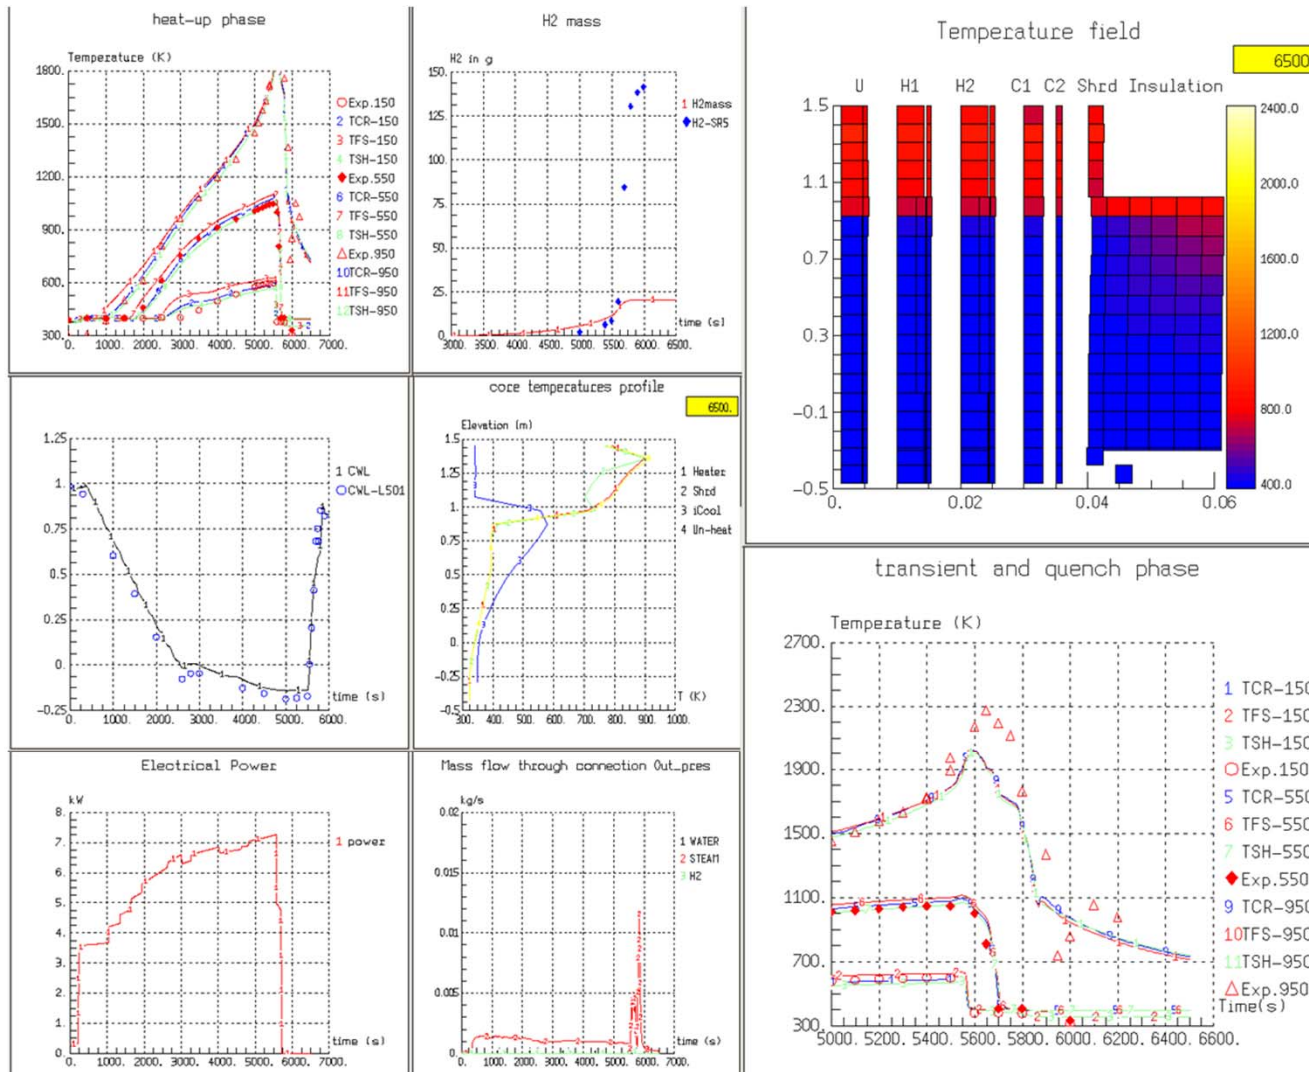 heat-up phase
Temperature (K)
1800.
1500.
1200.
900.
600.
300.
0. 1000. 2000. 3000. 4000. 5000. 6000. 7000.
Exp.150
2 TCR-150
3 TFS-150
4 TSH-150
Exp.550
6 TCR-550
7 TFS-550
8 TSH-550
Exp.950
10TCR-950
11TFS-950
12TSH-950
H2 mass
H2 in g
150.
125.
100.
75.
50.
25.
0.
3000. 3500. 4000. 4500. 5000. 5500. 6000. 6500.
time (s)
1 H2mass
H2-SR5
Temperature field
6500
U H1 H2 C1 C2 Shrd Insulation
1.5
1.1
0.7
0.3
-0.1
-0.5
0. 0.02 0.04 0.06
2400.
2000.
1600.
1200.
800.
400.
1.25
1.
0.75
0.5
0.25
0.
-0.25
-0.5
0. 1000. 2000. 3000. 4000. 5000. 6000.
time (s)
1 CWL
CWL-L501
core temperatures profile
6500.
Elevation (m)
1.5
1.25
1.
0.75
0.5
0.25
0.
-0.25
-0.5
300. 400. 500. 600. 700. 800. 900. 1000.
T (K)
1 Heater
2 Shrd
3 iCool
4 Un-heat
Electrical Power
kW
8.
7.
6.
5.
4.
3.
2.
1.
0.
0. 1000. 2000. 3000. 4000. 5000. 6000. 7000.
time (s)
1 power
Mass flow through connection Out_pres
kg/s
0.02
0.015
0.01
0.005
0.
0. 1000. 2000. 3000. 4000. 5000. 6000. 7000.
time (s)
1 WATER
2 STEAM
3 H2
transient and quench phase
Temperature (K)
2700.
2300.
1900.
1500.
1100.
700.
300.
5000. 5200. 5400. 5600. 5800. 6000. 6200. 6400. 6600.
Time(s)
1 TCR-150
2 TFS-150
3 TSH-150
Exp.150
5 TCR-550
6 TFS-550
7 TSH-550
Exp.550
9 TCR-950
10TFS-950
11TSH-950
Exp.950